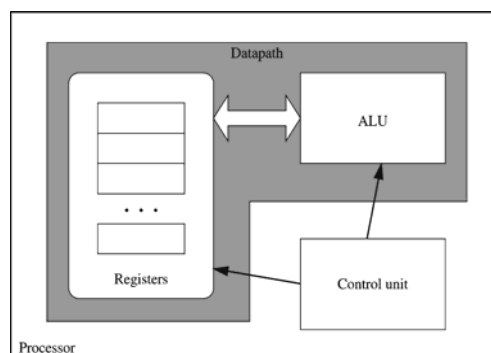 Datapath
ALU
. . .
Registers
Control unit
Processor